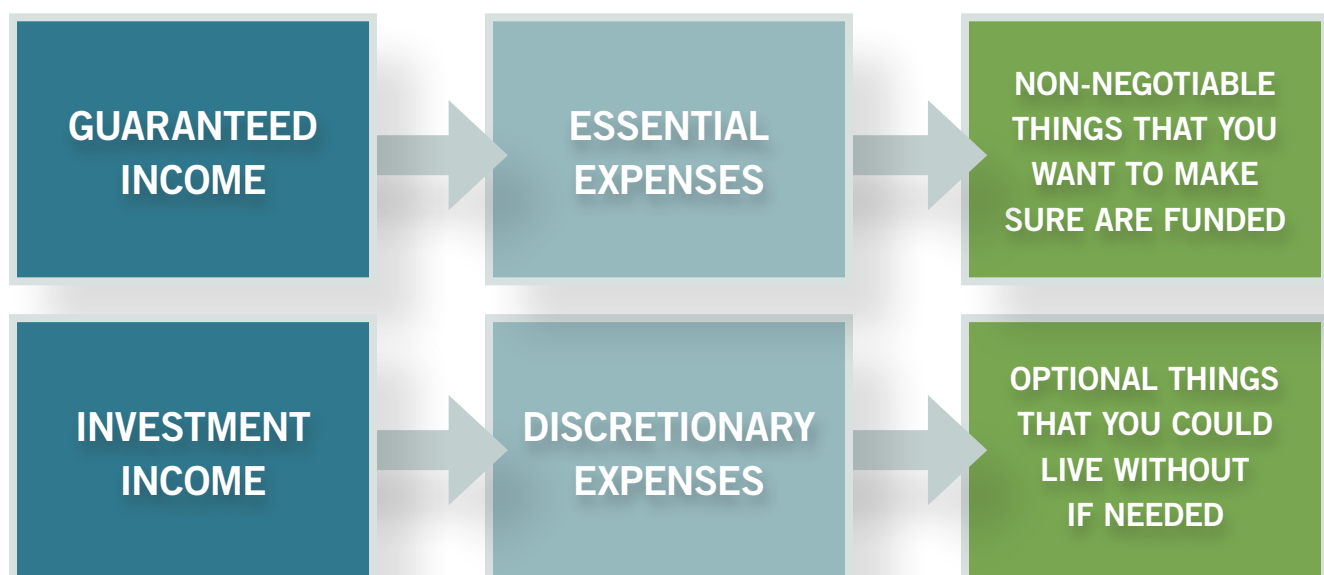 GUARANTEED
INCOME
ESSENTIAL
EXPENSES
NON-NEGOTIABLE
THINGS THAT YOU
WANT TO MAKE
SURE ARE FUNDED
INVESTMENT
INCOME
DISCRETIONARY
EXPENSES
OPTIONAL THINGS
THAT YOU COULD
LIVE WITHOUT
IF NEEDED